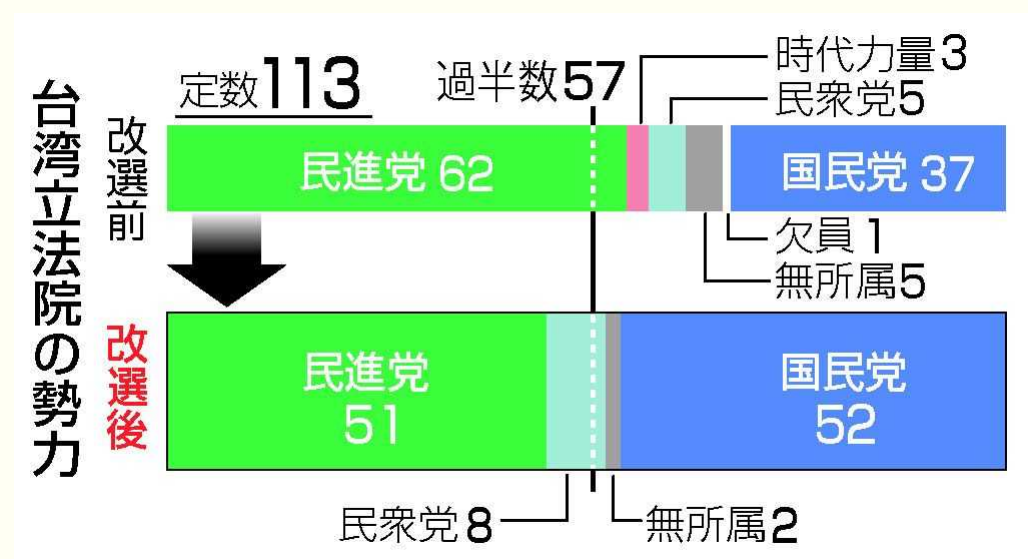 台湾立法院の勢力
定数113
過半数57
時代力量3
民衆党5
改選前
民進党 62
国民党 37
欠員1
無所属5
改選後
民進党
51
国民党
52
民衆党8
無所属2